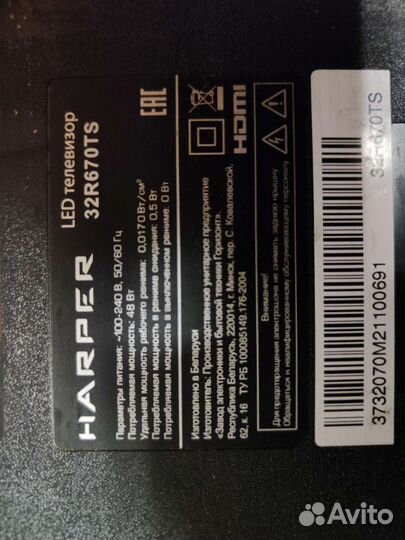 HARPER
LED телевизор
32R670TS
EAC
HDMI
Параметры питания: ~100-240 В, 50/60 Гц
Потребляемая мощность: 48 Вт
Удельная мощность рабочего режима: 0,0170 Вт/см²
Потребляемая мощность в режиме ожидания: 0,5 Вт
Потребляемая мощность в выключенном режиме: 0 Вт
Изготовлено в Беларуси
Изготовитель: Производственное унитарное предприятие
«Завод электроники и бытовой техники Горизонт»,
Республика Беларусь, 220014, г. Минск, пер. С. Ковалевской,
62, к. 16 ТУ РБ 100085149.176-2004
Внимание!
Для предотвращения электрошока не снимать заднюю крышку.
Обращаться к квалифицированному обслуживающему персоналу.
32R670TS
3732070M21100691
Avito